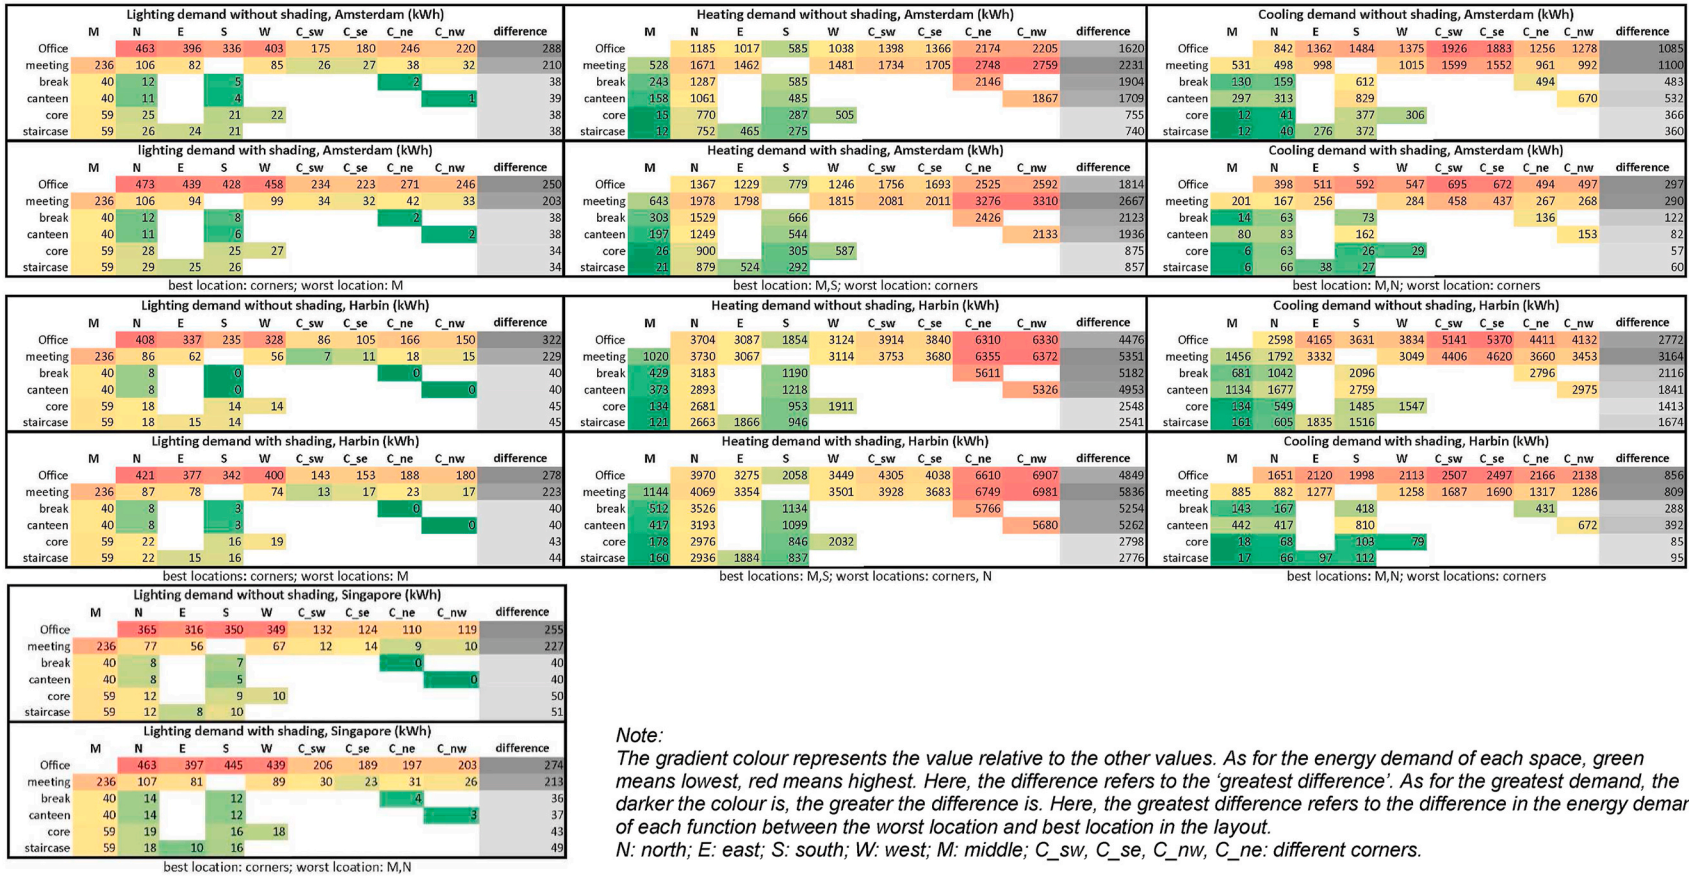 Lighting demand without shading, Amsterdam (kWh)
M N E S W C_sw C_se C_ne C_nw difference
Office 463 396 336 403 175 180 246 220 288
meeting 236 106 82 85 26 27 38 32 210
break 40 12 5 2 38
canteen 40 11 4 1 39
core 59 25 21 22 38
staircase 59 26 24 21 38
Heating demand without shading, Amsterdam (kWh)
M N E S W C_sw C_se C_ne C_nw difference
Office 1185 1017 585 1038 1398 1366 2174 2205 1620
meeting 528 1671 1462 1481 1734 1705 2748 2759 2231
break 243 1287 585 2146 1904
canteen 158 1061 485 1867 1709
core 15 770 287 505 755
staircase 12 752 465 275 740
Cooling demand without shading, Amsterdam (kWh)
M N E S W C_sw C_se C_ne C_nw difference
Office 842 1362 1484 1375 1926 1883 1256 1278 1085
meeting 531 498 998 1015 1599 1552 961 992 1100
break 130 159 612 494 483
canteen 297 313 829 670 532
core 12 41 377 306 366
staircase 12 40 276 372 360
lighting demand with shading, Amsterdam (kWh)
M N E S W C_sw C_se C_ne C_nw difference
Office 473 439 428 458 234 223 271 246 250
meeting 236 106 94 99 34 32 42 33 203
break 40 12 8 2 38
canteen 40 11 6 2 38
core 59 28 25 27 34
staircase 59 29 25 26 34
best location: corners; worst location: M
Heating demand with shading, Amsterdam (kWh)
M N E S W C_sw C_se C_ne C_nw difference
Office 1367 1229 779 1246 1756 1693 2525 2592 1814
meeting 643 1978 1798 1815 2081 2011 3276 3310 2667
break 303 1529 666 2426 2123
canteen 197 1249 544 2133 1936
core 26 900 305 587 875
staircase 21 879 524 292 857
best location: M,S; worst location: corners
Cooling demand with shading, Amsterdam (kWh)
M N E S W C_sw C_se C_ne C_nw difference
Office 398 511 592 547 695 672 494 497 297
meeting 201 167 256 284 458 437 267 268 290
break 14 63 73 136 122
canteen 80 83 162 153 82
core 6 63 26 29 57
staircase 6 66 38 27 60
best location: M,N; worst location: corners
Lighting demand without shading, Harbin (kWh)
M N E S W C_sw C_se C_ne C_nw difference
Office 408 337 235 328 86 105 166 150 322
meeting 236 86 62 56 7 11 18 15 229
break 40 8 0 0 40
canteen 40 8 0 0 40
core 59 18 14 14 45
staircase 59 18 15 14 45
Heating demand without shading, Harbin (kWh)
M N E S W C_sw C_se C_ne C_nw difference
Office 3704 3087 1854 3124 3914 3840 6310 6330 4476
meeting 1020 3730 3067 3114 3753 3680 6355 6372 5351
break 429 3183 1190 5611 5182
canteen 373 2893 1218 5326 4953
core 134 2681 953 1911 2548
staircase 121 2663 1866 946 2541
Cooling demand without shading, Harbin (kWh)
M N E S W C_sw C_se C_ne C_nw difference
Office 2598 4165 3631 3834 5141 5370 4411 4132 2772
meeting 1456 1792 3332 3049 4406 4620 3660 3453 3164
break 681 1042 2096 2796 2116
canteen 1134 1677 2759 2975 1841
core 134 549 1485 1547 1413
staircase 161 605 1835 1516 1674
Lighting demand with shading, Harbin (kWh)
M N E S W C_sw C_se C_ne C_nw difference
Office 421 377 342 400 143 153 188 180 278
meeting 236 87 78 74 13 17 23 17 223
break 40 8 3 0 40
canteen 40 8 3 0 40
core 59 22 16 19 43
staircase 59 22 15 16 44
best locations: corners; worst locations: M
Heating demand with shading, Harbin (kWh)
M N E S W C_sw C_se C_ne C_nw difference
Office 3970 3275 2058 3449 4305 4038 6610 6907 4849
meeting 1144 4069 3354 3501 3928 3683 6749 6981 5836
break 512 3526 1134 5766 5254
canteen 417 3193 1099 5680 5262
core 178 2976 846 2032 2798
staircase 160 2936 1884 837 2776
best locations: M,S; worst locations: corners, N
Cooling demand with shading, Harbin (kWh)
M N E S W C_sw C_se C_ne C_nw difference
Office 1651 2120 1998 2113 2507 2497 2166 2138 856
meeting 885 882 1277 1258 1687 1690 1317 1286 809
break 143 167 418 431 288
canteen 442 417 810 672 392
core 18 68 103 79 85
staircase 17 66 97 112 95
best locations: M,N; worst locations: corners
Lighting demand without shading, Singapore (kWh)
M N E S W C_sw C_se C_ne C_nw difference
Office 365 316 350 349 132 124 110 119 255
meeting 236 77 56 67 12 14 9 10 227
break 40 8 7 0 40
canteen 40 8 5 0 40
core 59 12 9 10 50
staircase 59 12 8 10 51
Lighting demand with shading, Singapore (kWh)
M N E S W C_sw C_se C_ne C_nw difference
Office 463 397 445 439 206 189 197 203 274
meeting 236 107 81 89 30 23 31 26 213
break 40 14 12 4 36
canteen 40 14 12 3 37
core 59 19 16 18 43
staircase 59 18 10 16 49
best location: corners; worst lcoation: M,N
Note:
The gradient colour represents the value relative to the other values. As for the energy demand of each space, green
means lowest, red means highest. Here, the difference refers to the ‘greatest difference’. As for the greatest demand, the
darker the colour is, the greater the difference is. Here, the greatest difference refers to the difference in the energy demar
of each function between the worst location and best location in the layout.
N: north; E: east; S: south; W: west; M: middle; C_sw, C_se, C_nw, C_ne: different corners.